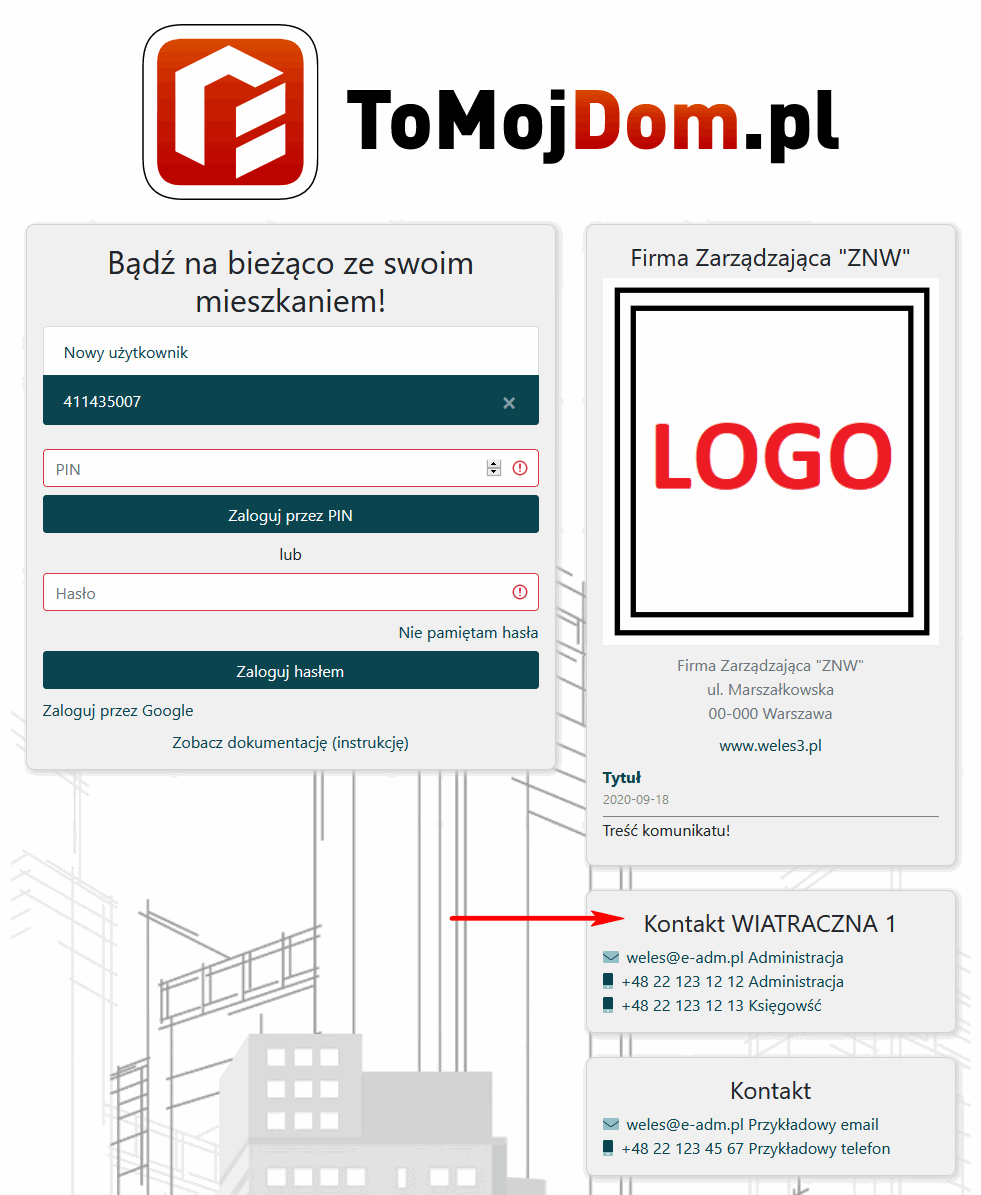 ToMojDom.pl
Bądź na bieżąco ze swoim
mieszkaniem!
Nowy użytkownik
411435007
PIN
Zaloguj przez PIN
lub
Hasło
Nie pamiętam hasła
Zaloguj hasłem
Zaloguj przez Google
Zobacz dokumentację (instrukcję)
Firma Zarządzająca "ZNW"
LOGO
Firma Zarządzająca "ZNW"
ul. Marszałkowska
00-000 Warszawa
www.weles3.pl
Tytuł
2020-09-18
Treść komunikatu!
Kontakt WIATRACZNA 1
weles@e-adm.pl Administracja
+48 22 123 12 12 Administracja
+48 22 123 12 13 Księgowść
Kontakt
weles@e-adm.pl Przykładowy email
+48 22 123 45 67 Przykładowy telefon